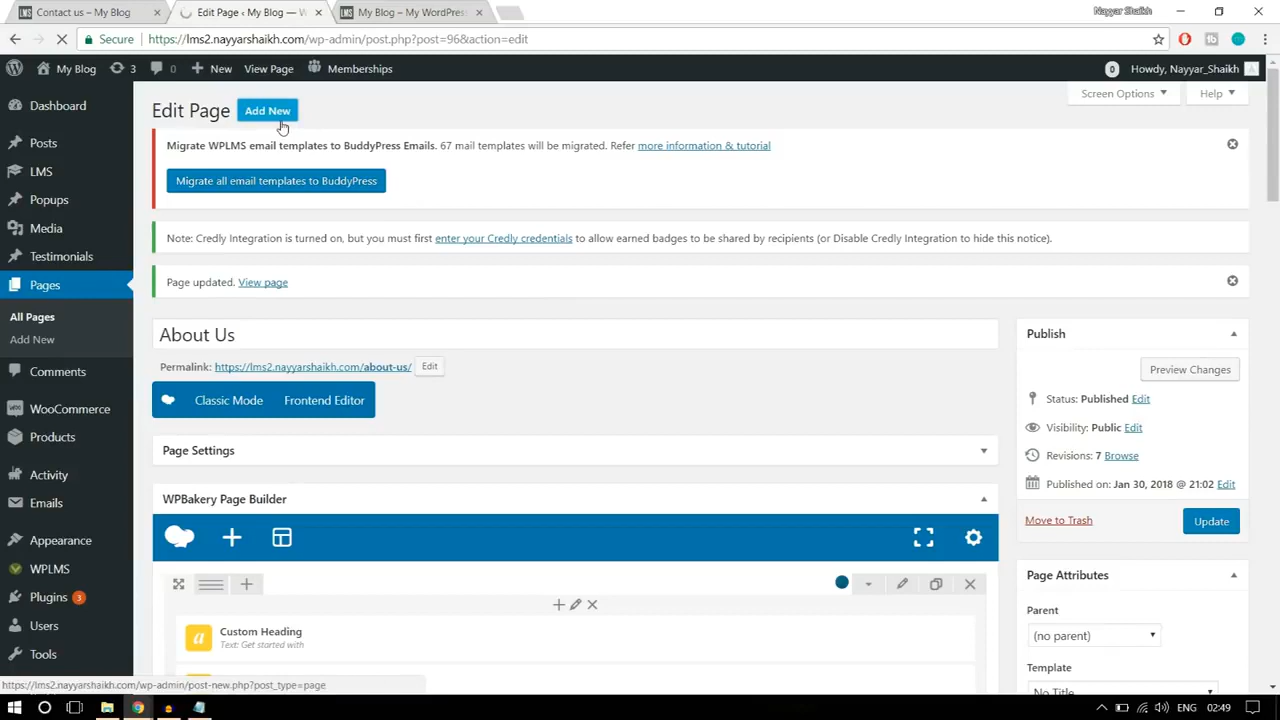 Contact us – My Blog
Edit Page ‹ My Blog — W
My Blog – My WordPress
Nayyar Shaikh
Secure
https://lms2.nayyarshaikh.com/wp-admin/post.php?post=96&action=edit
My Blog
3
0
New
View Page
Memberships
0
Howdy, Nayyar_Shaikh
Dashboard
Posts
LMS
Popups
Media
Testimonials
Pages
All Pages
Add New
Comments
WooCommerce
Products
Activity
Emails
Appearance
WPLMS
Plugins 3
Users
Tools
Edit Page
Add New
Screen Options
Help
Migrate WPLMS email templates to BuddyPress Emails. 67 mail templates will be migrated. Refer more information & tutorial
Migrate all email templates to BuddyPress
Note: Credly Integration is turned on, but you must first enter your Credly credentials to allow earned badges to be shared by recipients (or Disable Credly Integration to hide this notice).
Page updated. View page
About Us
Permalink: https://lms2.nayyarshaikh.com/about-us/ Edit
Classic Mode
Frontend Editor
Page Settings
WPBakery Page Builder
Custom Heading
Text: Get started with
Publish
Preview Changes
Status: Published Edit
Visibility: Public Edit
Revisions: 7 Browse
Published on: Jan 30, 2018 @ 21:02 Edit
Move to Trash
Update
Page Attributes
Parent
(no parent)
Template
No Title
https://lms2.nayyarshaikh.com/wp-admin/post-new.php?post_type=page
ENG
02:49